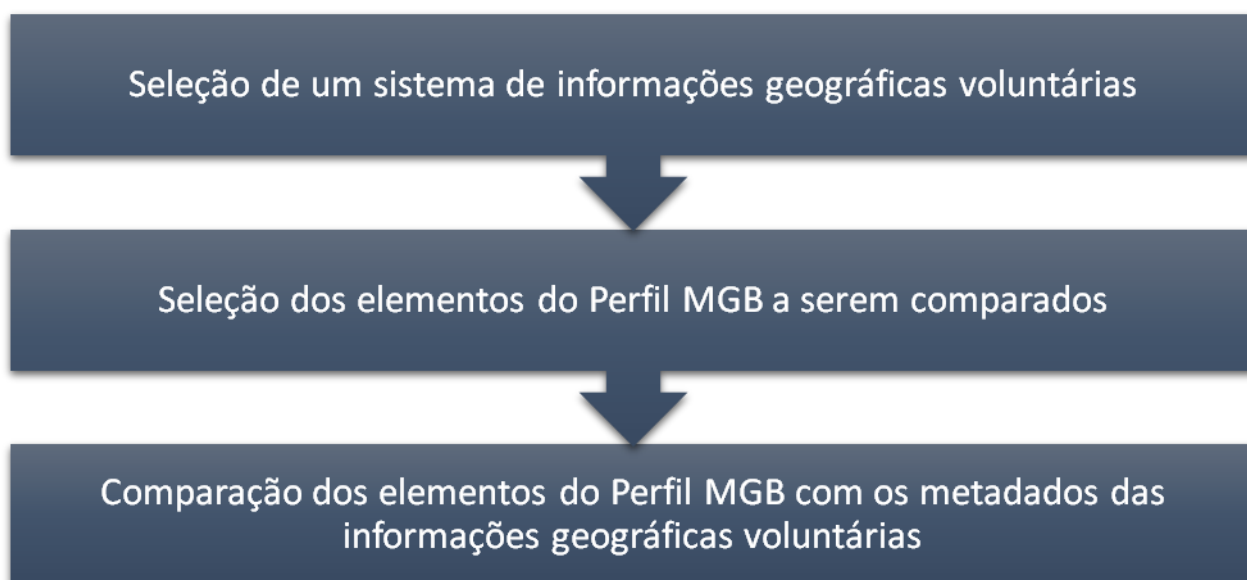 Seleção de um sistema de informações geográficas voluntárias
Seleção dos elementos do Perfil MGB a serem comparados
Comparação dos elementos do Perfil MGB com os metadados das
informações geográficas voluntárias